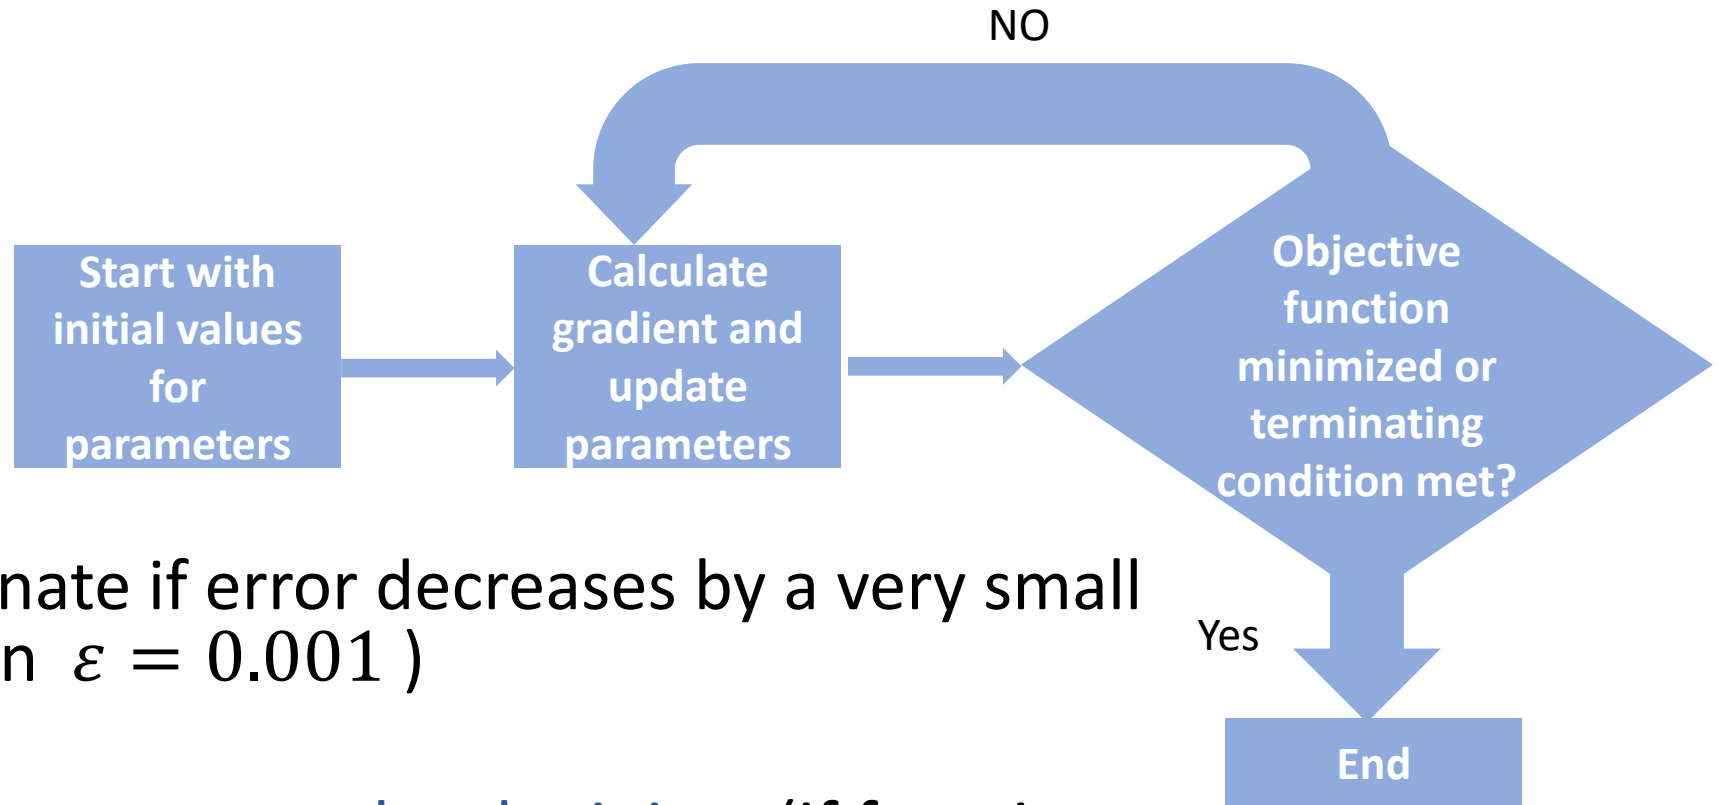 NO
Start with
initial values
for
parameters
Calculate
gradient and
update
parameters
Objective
function
minimized or
terminating
condition met?
if error decreases by a very small
ε = 0.001 )
Yes
End